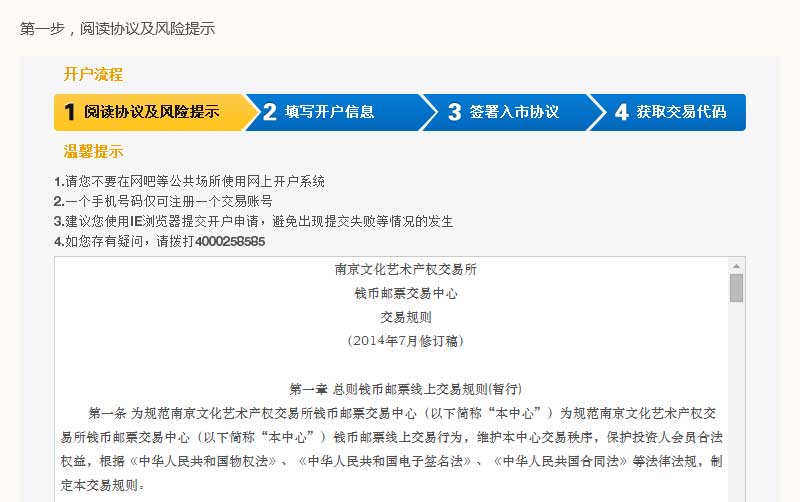 第一步，阅读协议及风险提示
开户流程
1 阅读协议及风险提示 2 填写开户信息 3 签署入市协议 4 获取交易代码
温馨提示
1.请您不要在网吧等公共场所使用网上开户系统
2.一个手机号码仅可注册一个交易账号
3.建议您使用IE浏览器提交开户申请，避免出现提交失败等情况的发生
4.如您存有疑问，请拨打4000258585
南京文化艺术产权交易所
钱币邮票交易中心
交易规则
（2014年7月修订稿）
第一章 总则钱币邮票线上交易规则(暂行)
第一条 为规范南京文化艺术产权交易所钱币邮票交易中心（以下简称“本中心”）为规范南京文化艺术产权交
易所钱币邮票交易中心（以下简称“本中心”）钱币邮票线上交易行为，维护本中心交易秩序，保护投资人会员合法
权益，根据《中华人民共和国物权法》、《中华人民共和国电子签名法》、《中华人民共国合同法》等法律法规，制
定本交易规则。